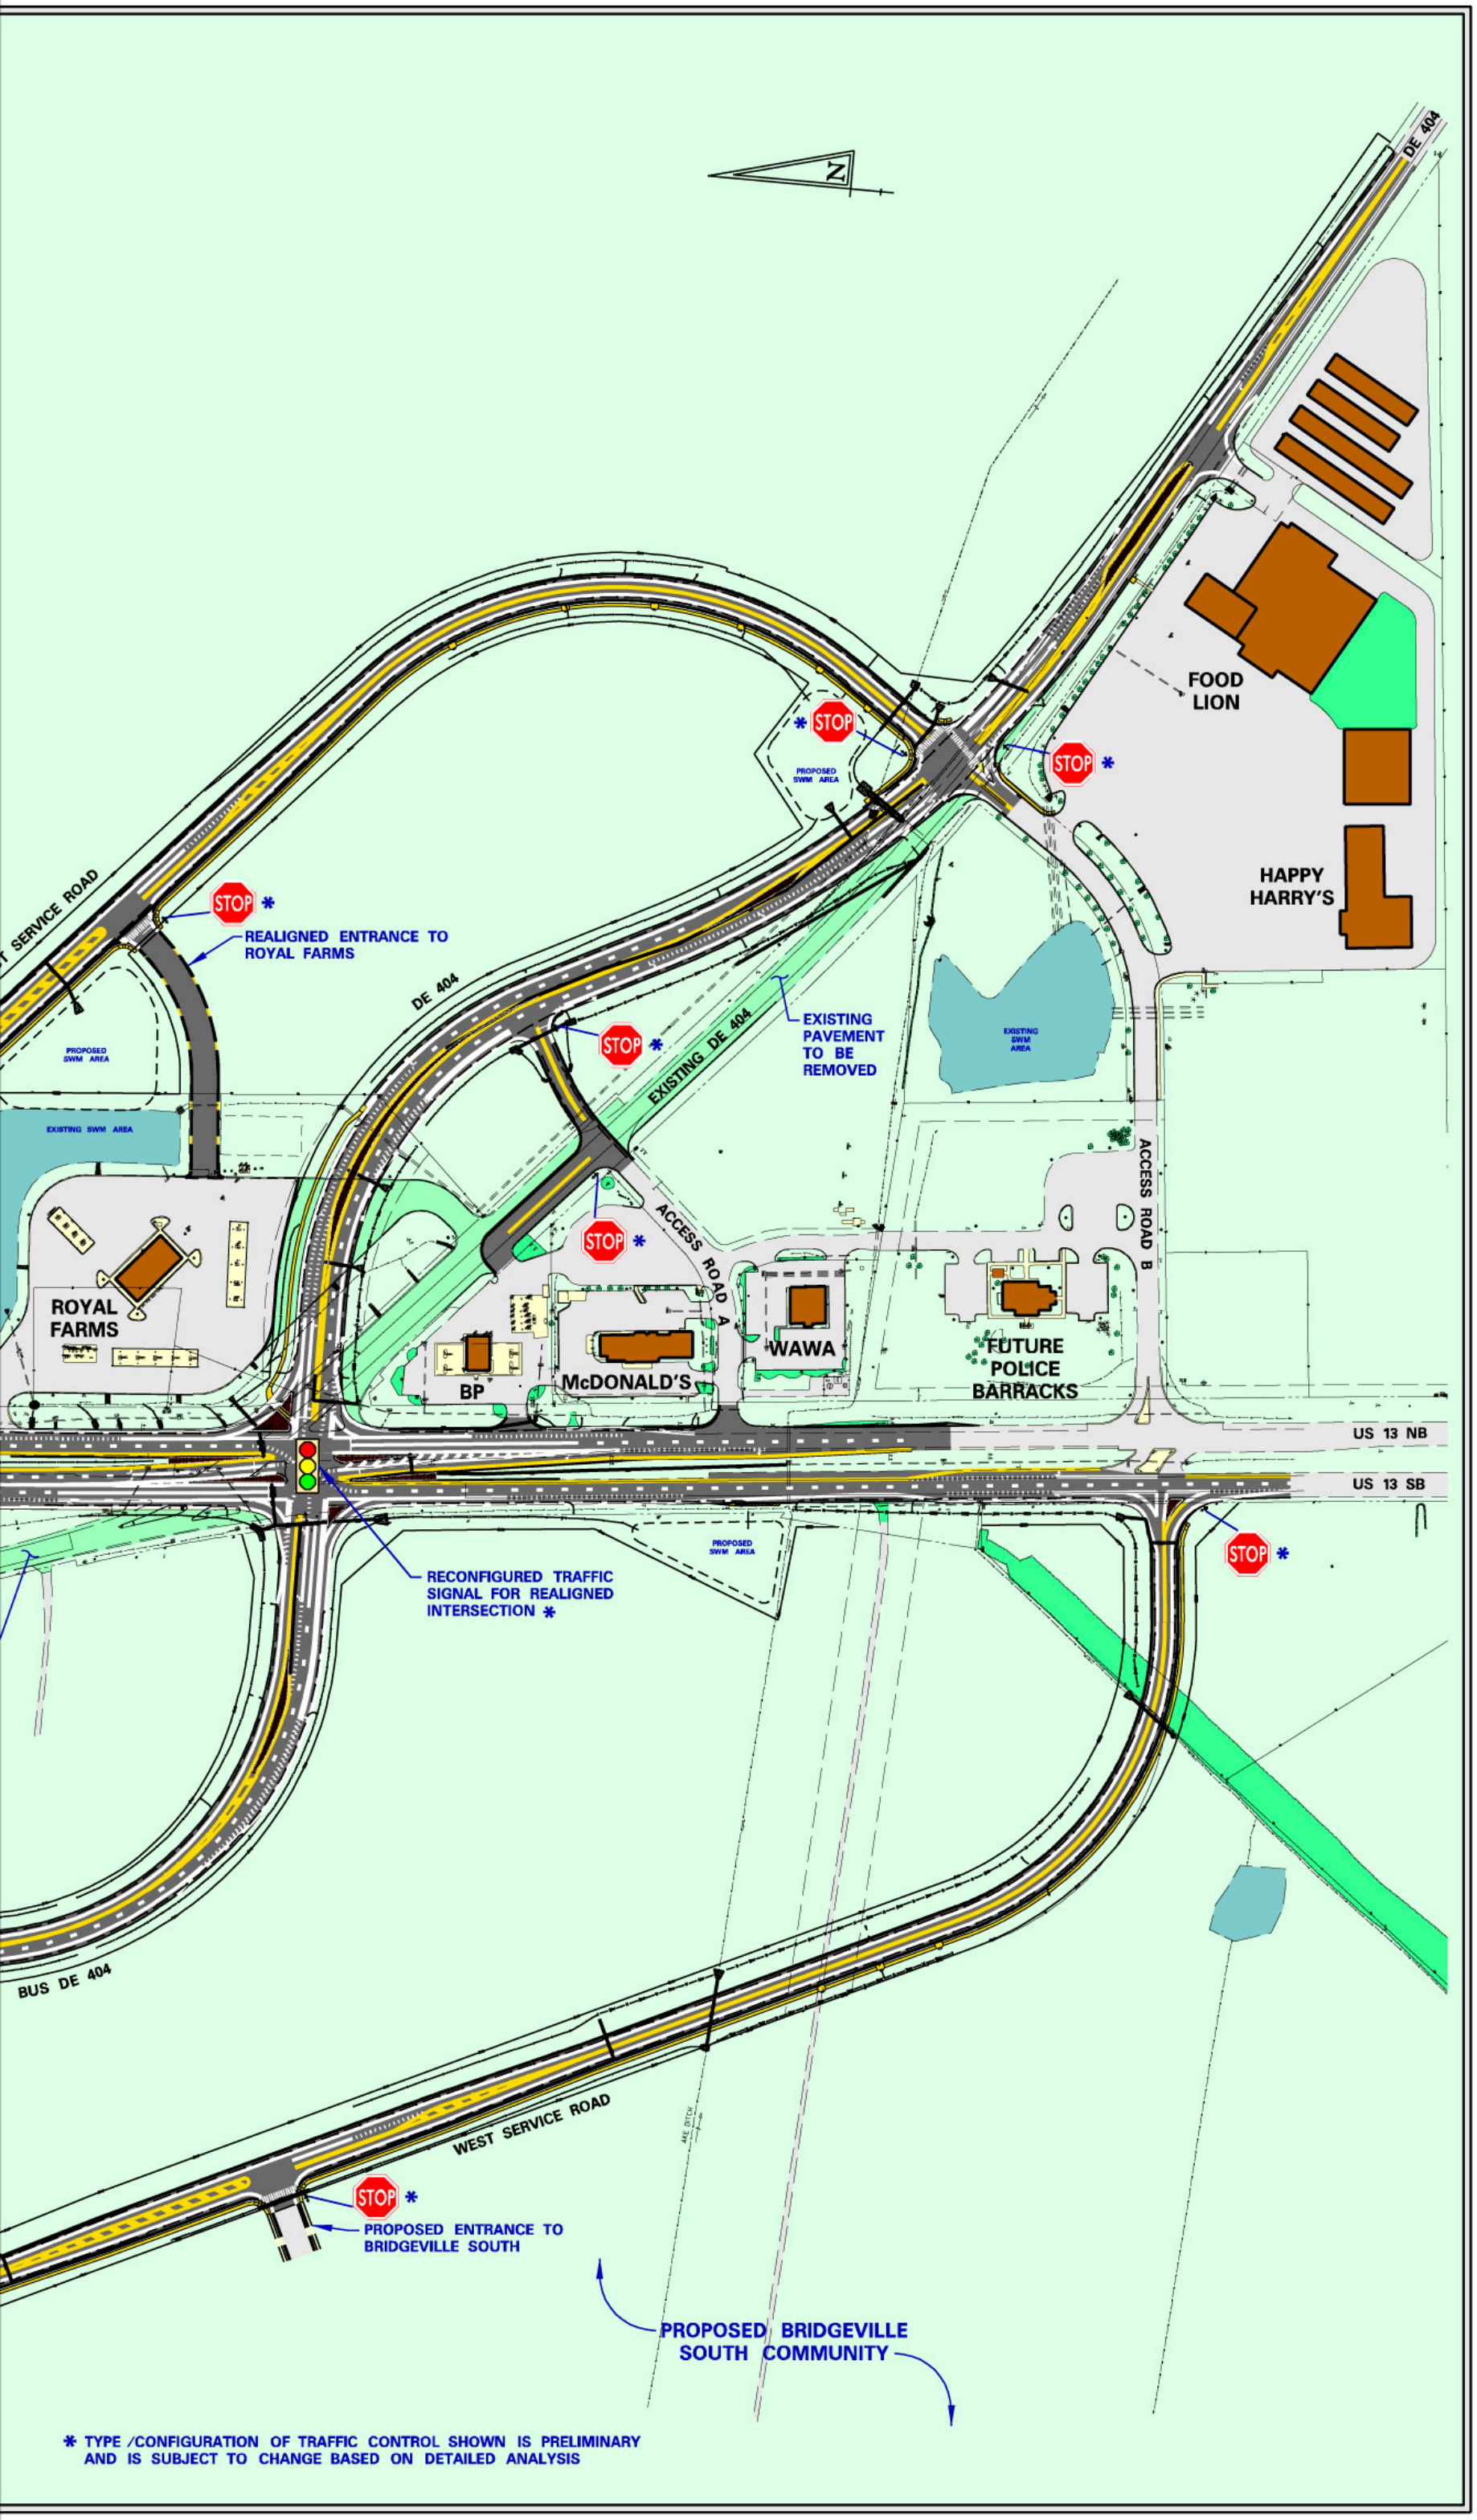 DE 404
N
FOOD
LION
STOP *
* STOP
PROPOSED
SWM AREA
STOP *
HAPPY
HARRY'S
T SERVICE ROAD
STOP *
REALIGNED ENTRANCE TO
ROYAL FARMS
DE 404
STOP *
EXISTING
PAVEMENT
TO BE
REMOVED
EXISTING DE 404
EXISTING
SWM
AREA
PROPOSED
SWM AREA
EXISTING SWM AREA
STOP *
ACCESS ROAD A
ACCESS ROAD B
ROYAL
FARMS
BP
McDONALD'S
WAWA
FUTURE
POLICE
BARRACKS
US 13 NB
US 13 SB
PROPOSED
SWM AREA
RECONFIGURED TRAFFIC
SIGNAL FOR REALIGNED
INTERSECTION *
BUS DE 404
WEST SERVICE ROAD
STOP *
PROPOSED ENTRANCE TO
BRIDGEVILLE SOUTH
PROPOSED BRIDGEVILLE
SOUTH COMMUNITY
* TYPE /CONFIGURATION OF TRAFFIC CONTROL SHOWN IS PRELIMINARY
AND IS SUBJECT TO CHANGE BASED ON DETAILED ANALYSIS